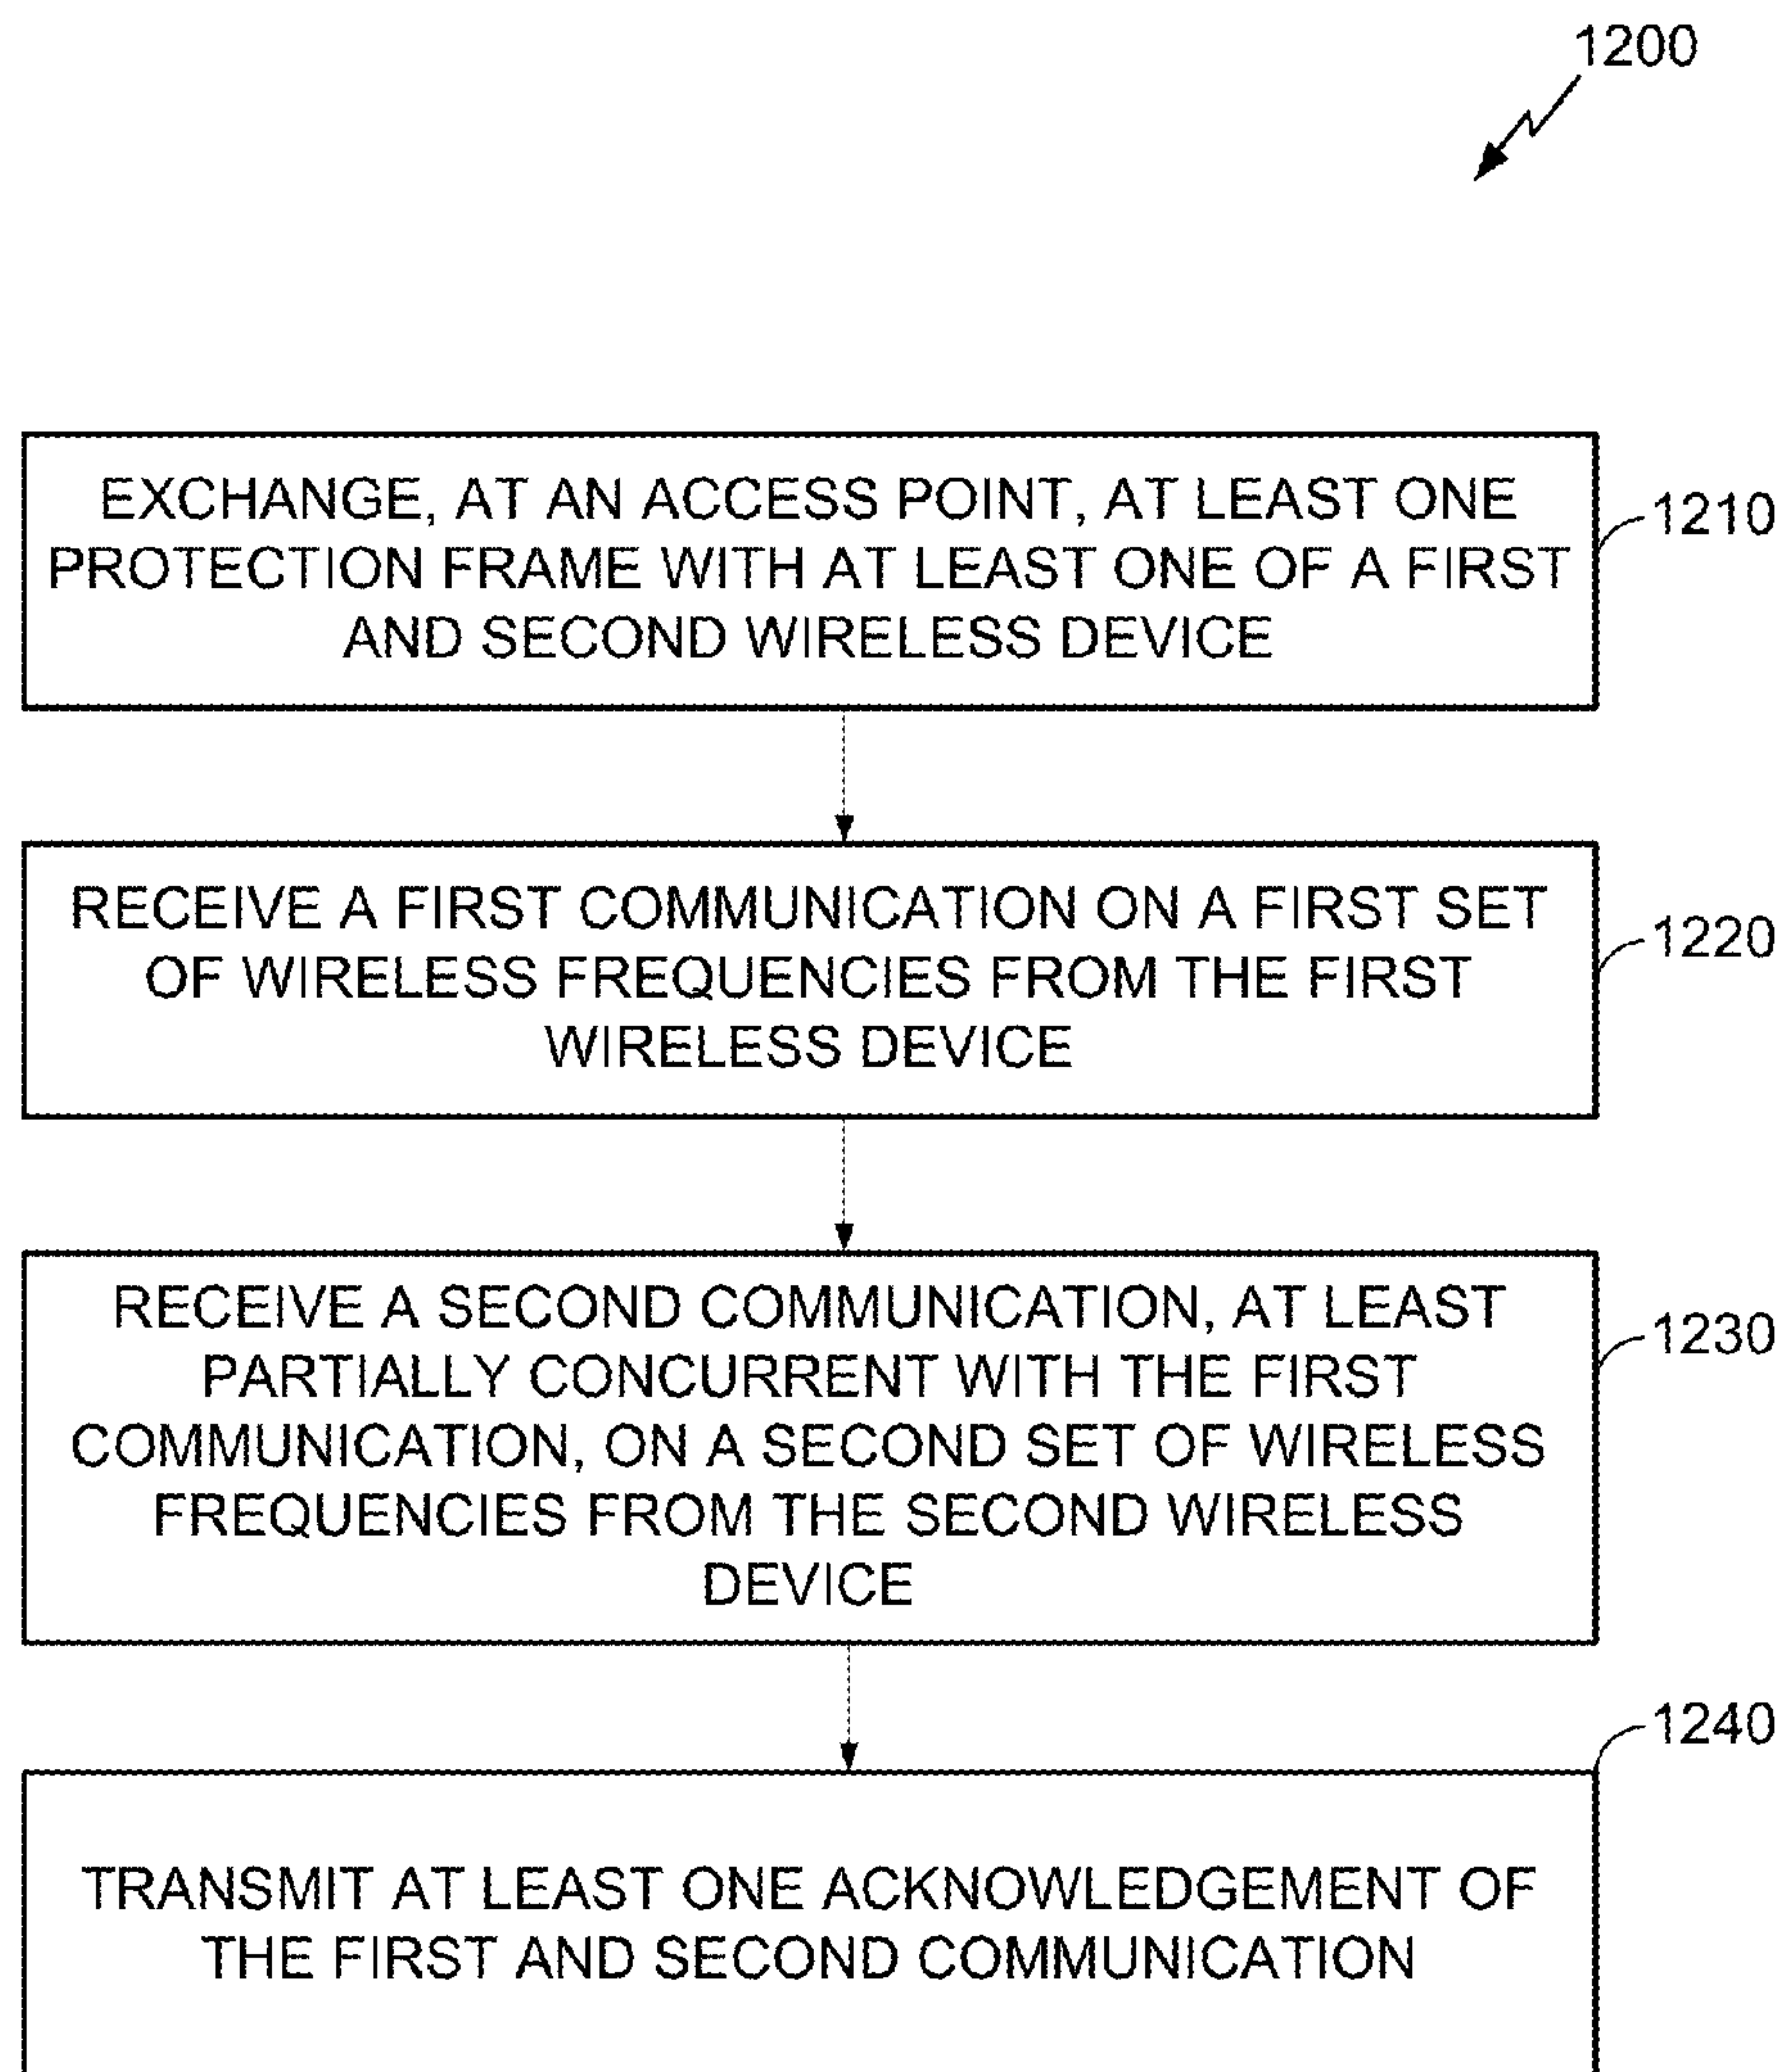 1200
EXCHANGE, AT AN ACCESS POINT, AT LEAST ONE
PROTECTION FRAME WITH AT LEAST ONE OF A FIRST
AND SECOND WIRELESS DEVICE
1210
RECEIVE A FIRST COMMUNICATION ON A FIRST SET
OF WIRELESS FREQUENCIES FROM THE FIRST
WIRELESS DEVICE
1220
RECEIVE A SECOND COMMUNICATION, AT LEAST
PARTIALLY CONCURRENT WITH THE FIRST
COMMUNICATION, ON A SECOND SET OF WIRELESS
FREQUENCIES FROM THE SECOND WIRELESS
DEVICE
1230
1240
TRANSMIT AT LEAST ONE ACKNOWLEDGEMENT OF
THE FIRST AND SECOND COMMUNICATION